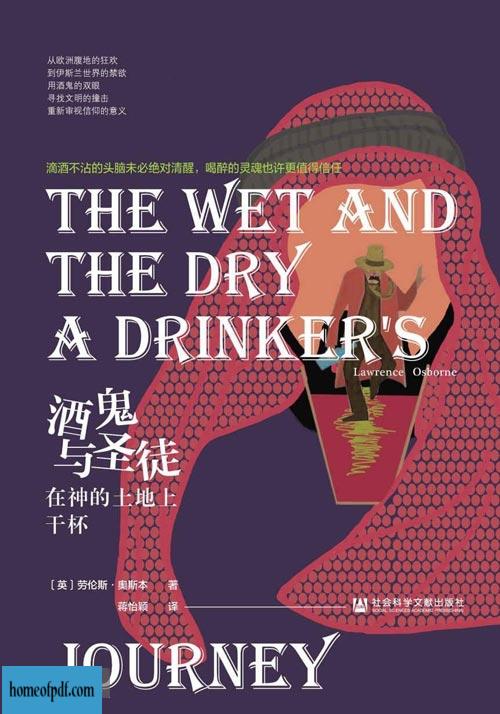 从欧洲腹地的狂欢
到伊斯兰世界的禁欲
用酒鬼的双眼
寻找文明的撞击
重新审视信仰的意义
滴酒不沾的头脑未必绝对清醒，喝醉的灵魂也许更值得信任
THE WET AND
THE DRY
A DRINKER'S
Lawrence Osborne
酒鬼
与圣徒
在神的土地上
干杯
［英］劳伦斯·奥斯本 著
蒋怡颖 译
社会科学文献出版社
SOCIAL SCIENCES ACADEMIC PRESS(CHINA)
JOURNEY
homeofpdf.com